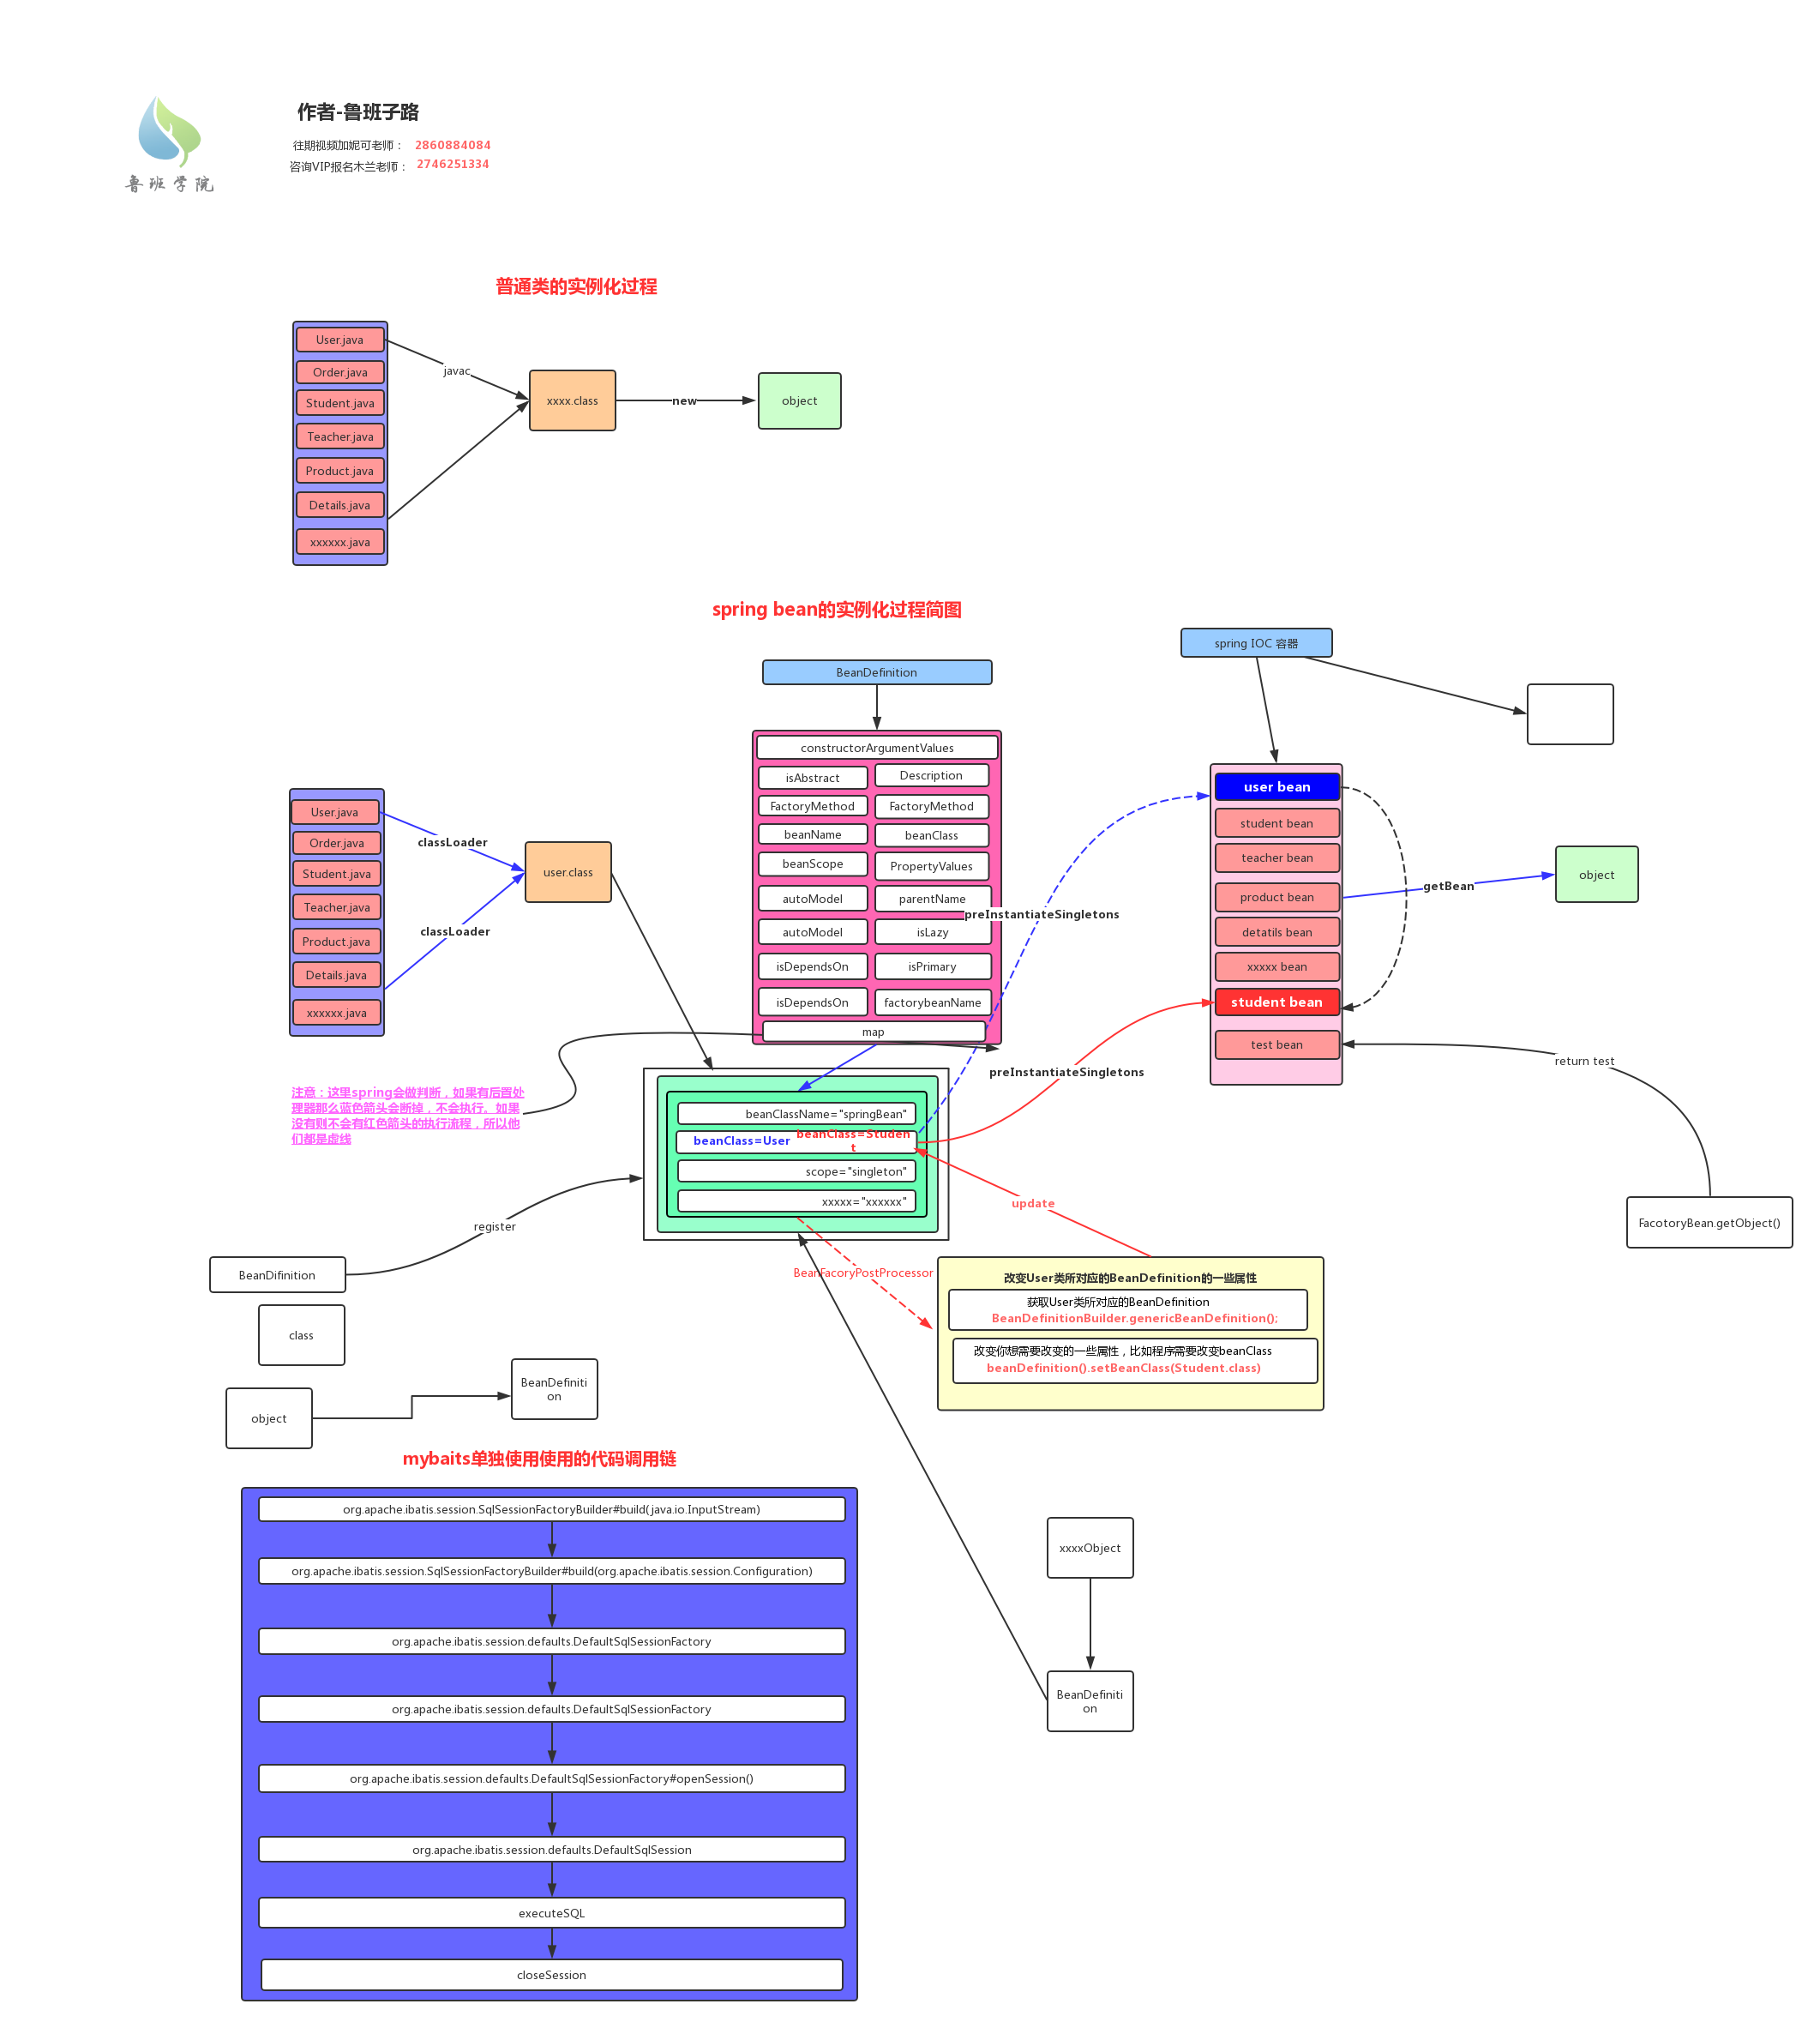 作者-鲁班子路
往期视频加妮可老师： 2860884084
咨询VIP报名木兰老师： 2746251334
鲁班学院
普通类的实例化过程
User.java
Order.java
Student.java
Teacher.java
Product.java
Details.java
xxxxxx.java
javac
xxxx.class
new
object
spring bean的实例化过程简图
spring IOC 容器
BeanDefinition
constructorArgumentValues
isAbstract
Description
FactoryMethod
FactoryMethod
beanName
beanClass
beanScope
PropertyValues
autoModel
parentName
autoModel
isLazy
isDependsOn
isPrimary
isDependsOn
factorybeanName
map
User.java
Order.java
Student.java
Teacher.java
Product.java
Details.java
xxxxxx.java
classLoader
classLoader
user.class
preInstantiateSingletons
preInstantiateSingletons
user bean
student bean
teacher bean
product bean
detatils bean
xxxxx bean
student bean
test bean
getBean
object
return test
FacotoryBean.getObject()
注意：这里spring会做判断，如果有后置处
理器那么蓝色箭头会断掉，不会执行。如果
没有则不会有红色箭头的执行流程，所以他
们都是虚线
beanClassName="springBean"
beanClass=User
beanClass=Studen
t
scope="singleton"
xxxxx="xxxxxx"
update
register
BeanDifinition
class
object
BeanDefiniti
on
BeanFacoryPostProcessor
改变User类所对应的BeanDefinition的一些属性
获取User类所对应的BeanDefinition
BeanDefinitionBuilder.genericBeanDefinition();
改变你想需要改变的一些属性，比如程序需要改变beanClass
beanDefinition().setBeanClass(Student.class)
mybaits单独使用使用的代码调用链
org.apache.ibatis.session.SqlSessionFactoryBuilder#build(java.io.InputStream)
org.apache.ibatis.session.SqlSessionFactoryBuilder#build(org.apache.ibatis.session.Configuration)
org.apache.ibatis.session.defaults.DefaultSqlSessionFactory
org.apache.ibatis.session.defaults.DefaultSqlSessionFactory
org.apache.ibatis.session.defaults.DefaultSqlSessionFactory#openSession()
org.apache.ibatis.session.defaults.DefaultSqlSession
executeSQL
closeSession
xxxxObject
BeanDefiniti
on